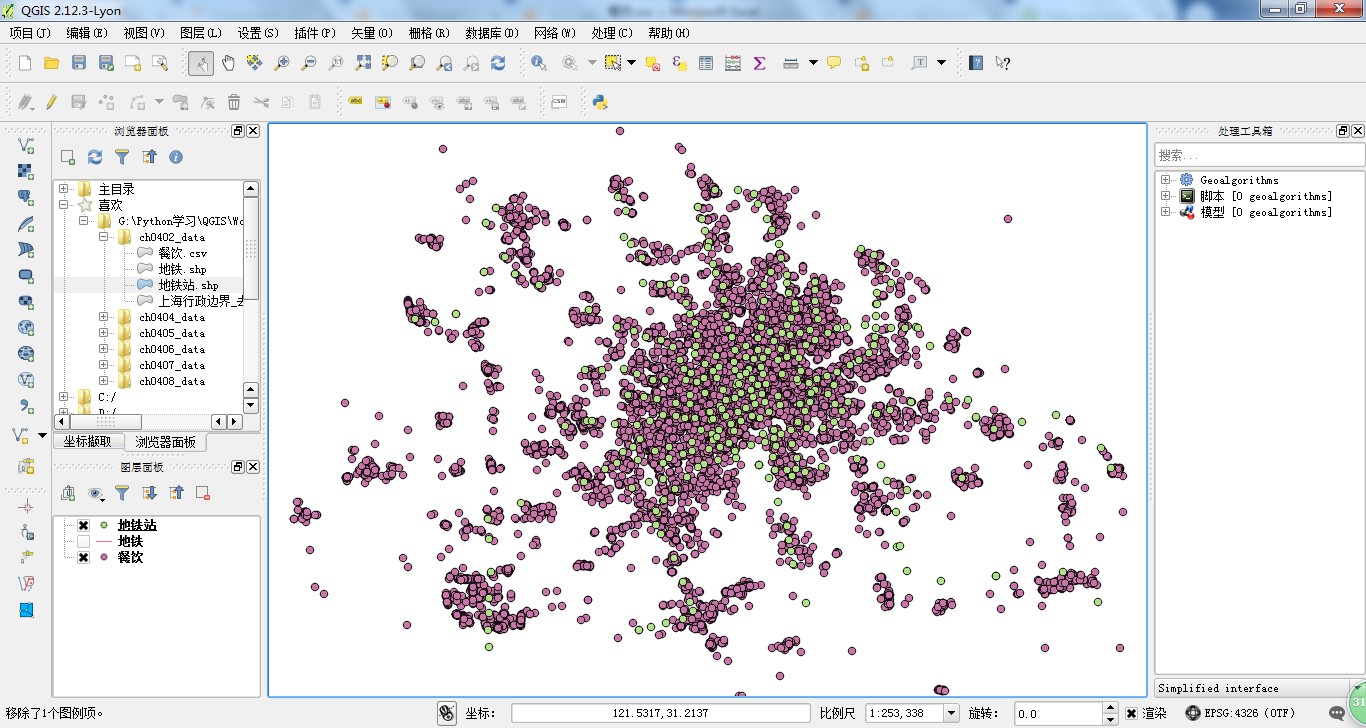 QGIS 2.12.3-Lyon
项目(J) 编辑(E) 视图(V) 图层(L) 设置(S) 插件(P) 矢量(O) 栅格(R) 数据库(D) 网络(W) 处理(C) 帮助(H)
abc CSW
浏览器面板
主目录
喜欢
G:\Python学习\QGIS\Wo
ch0402_data
餐饮.csv
地铁.shp
地铁站.shp
上海行政边界_去
ch0404_data
ch0405_data
ch0406_data
ch0407_data
ch0408_data
C:/
D:/
坐标撷取 浏览器面板
图层面板
地铁站
地铁
餐饮
处理工具箱
搜索...
Geoalgorithms
脚本 [0 geoalgorithms]
模型 [0 geoalgorithms]
Simplified interface
移除了1个图例项。 坐标: 121.5317,31.2137 比例尺 1:253,338 旋转: 0.0 渲染 EPSG:4326 (OTF)
31